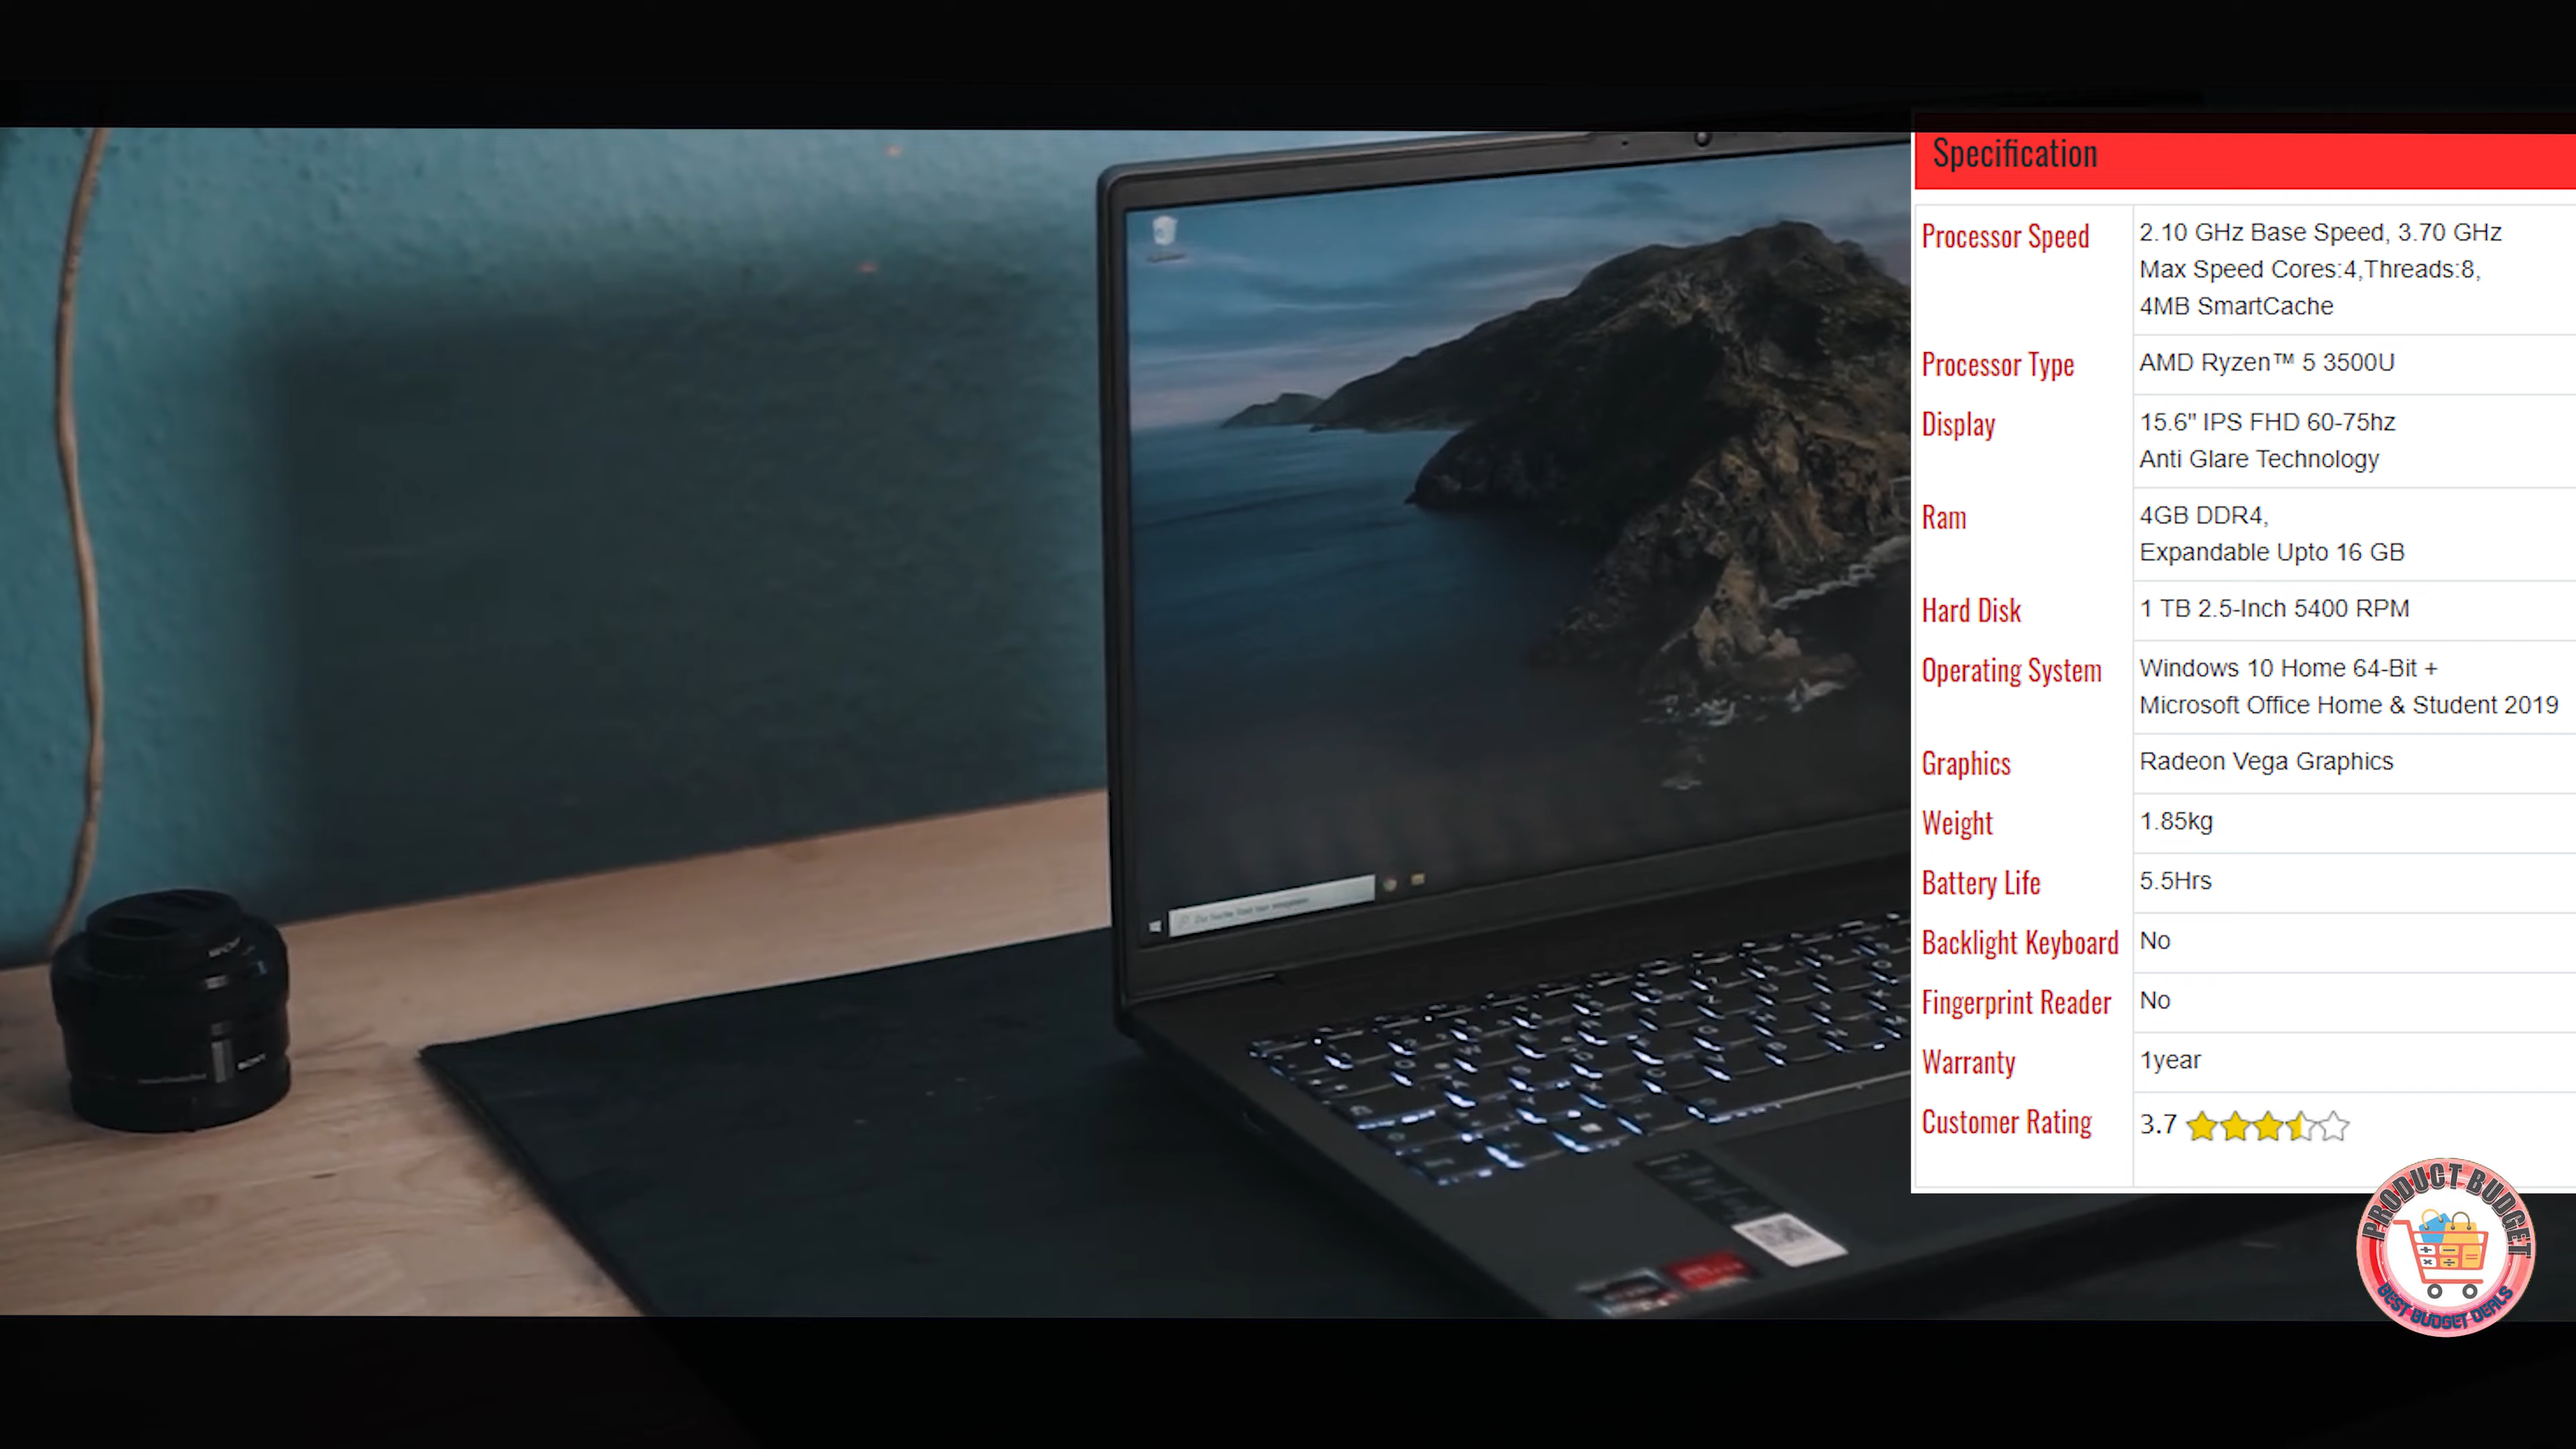 Specification
Processor Speed
2.10 GHz Base Speed, 3.70 GHz
Max Speed Cores:4,Threads:8,
4MB SmartCache
Processor Type
AMD Ryzen™ 5 3500U
Display
15.6" IPS FHD 60-75hz
Anti Glare Technology
Ram
4GB DDR4,
Expandable Upto 16 GB
Hard Disk
1 TB 2.5-Inch 5400 RPM
Operating System
Windows 10 Home 64-Bit +
Microsoft Office Home & Student 2019
Graphics
Radeon Vega Graphics
Weight
1.85kg
Battery Life
5.5Hrs
Backlight Keyboard
No
Fingerprint Reader
No
Warranty
1year
Customer Rating
3.7
PRODUCT BUDGET
BEST BUDGET DEALS
SONY